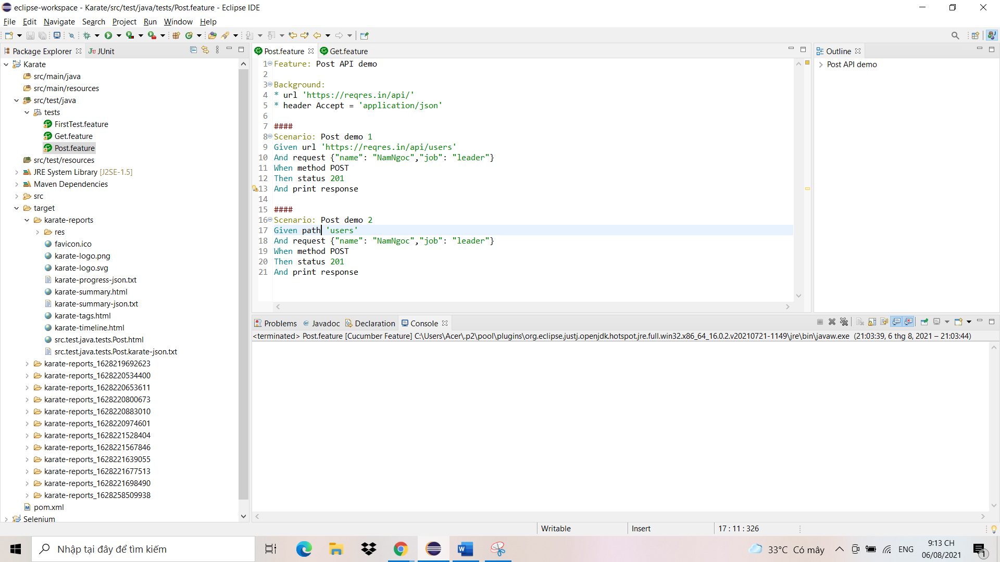 eclipse-workspace - Karate/src/test/java/tests/Post.feature - Eclipse IDE
File Edit Navigate Search Project Run Window Help
Package Explorer
JUnit
Karate
src/main/java
src/main/resources
src/test/java
tests
FirstTest.feature
Get.feature
Post.feature
src/test/resources
JRE System Library [J2SE-1.5]
Maven Dependencies
src
target
karate-reports
res
favicon.ico
karate-logo.png
karate-logo.svg
karate-progress-json.txt
karate-summary.html
karate-summary-json.txt
karate-tags.html
karate-timeline.html
src.test.java.tests.Post.html
src.test.java.tests.Post.karate-json.txt
karate-reports_1628219692623
karate-reports_1628220534400
karate-reports_1628220653611
karate-reports_1628220800673
karate-reports_1628220883010
karate-reports_1628220974601
karate-reports_1628221528404
karate-reports_1628221567846
karate-reports_1628221639055
karate-reports_1628221677513
karate-reports_1628221698490
karate-reports_1628258509938
pom.xml
Selenium
Post.feature
Get.feature
1 Feature: Post API demo
2
3 Background:
4 * url 'https://reqres.in/api/'
5 * header Accept = 'application/json'
6
7 ####
8 Scenario: Post demo 1
9 Given url 'https://reqres.in/api/users'
10 And request {"name": "NamNgoc","job": "leader"}
11 When method POST
12 Then status 201
13 And print response
14
15 ####
16 Scenario: Post demo 2
17 Given path 'users'
18 And request {"name": "NamNgoc","job": "leader"}
19 When method POST
20 Then status 201
21 And print response
Outline
Post API demo
Problems @ Javadoc Declaration Console
<terminated> Post.feature [Cucumber Feature] C:\Users\Acer\.p2\pool\plugins\org.eclipse.justj.openjdk.hotspot.jre.full.win32.x86_64_16.0.2.v20210721-1149\jre\bin\javaw.exe (21:03:39, 6 thg 8, 2021 – 21:03:44)
Writable Insert 17 : 11 : 326
Nhập tại đây để tìm kiếm
33°C Có mây
ENG
9:13 CH
06/08/2021
1